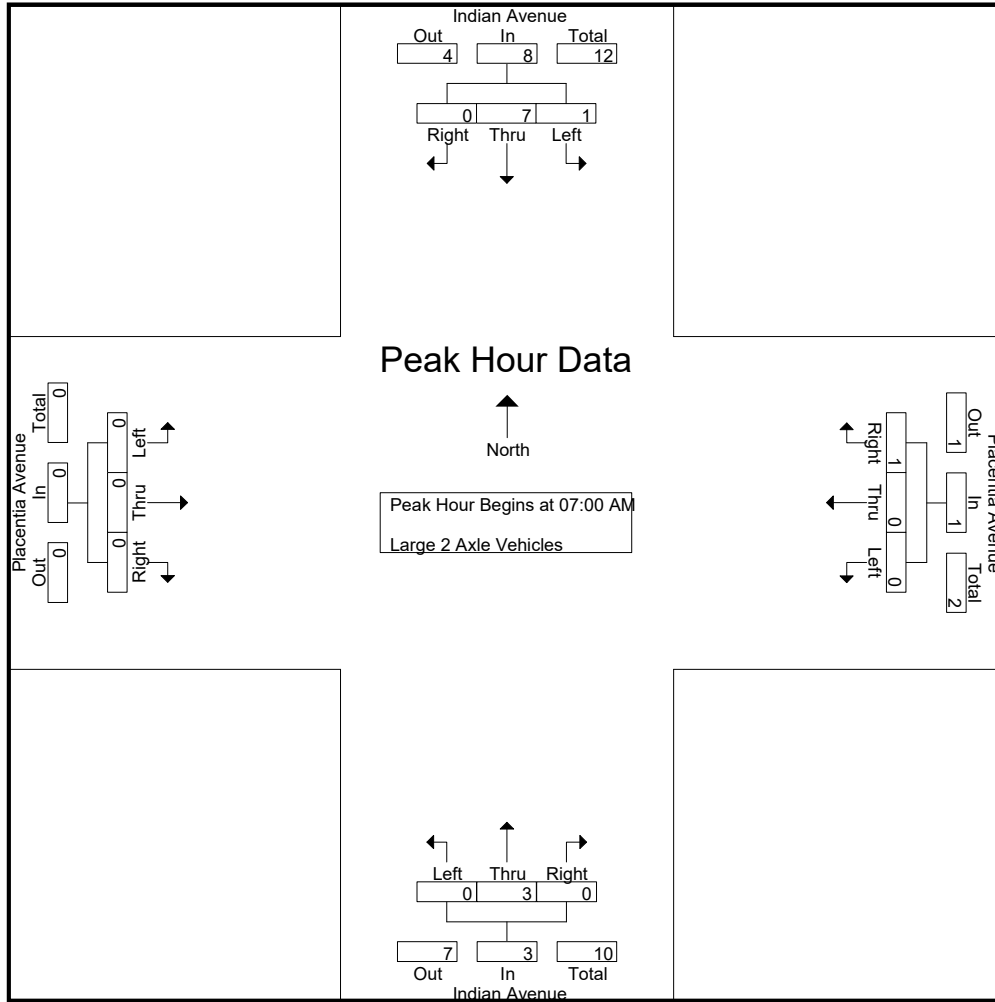 Indian Avenue
Out In Total
4 8 12
0 7 1
Right Thru Left
Peak Hour Data
North
Peak Hour Begins at 07:00 AM
Large 2 Axle Vehicles
Placentia Avenue
Total In Out
0 0 0
0 0 0
Left Thru Right
Right Thru Left
1 0 0
1 1 2
Out In Total
Placentia Avenue
Left Thru Right
0 3 0
7 3 10
Out In Total
Indian Avenue